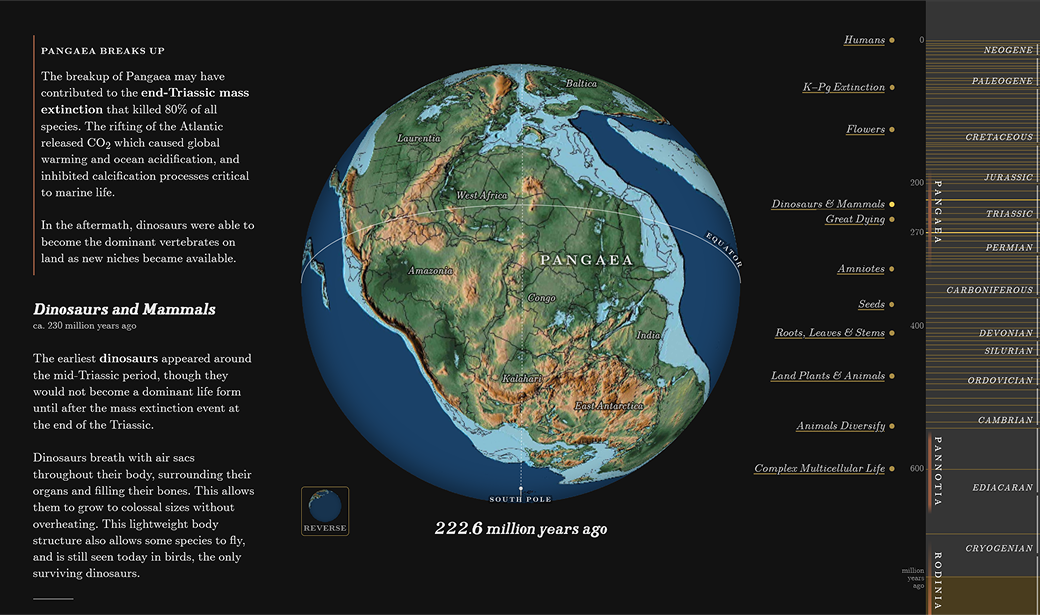 PANGAEA BREAKS UP
The breakup of Pangaea may have
contributed to the end-Triassic mass
extinction that killed 80% of all
species. The rifting of the Atlantic
released CO₂ which caused global
warming and ocean acidification, and
inhibited calcification processes critical
to marine life.
In the aftermath, dinosaurs were able to
become the dominant vertebrates on
land as new niches became available.
Dinosaurs and Mammals
ca. 230 million years ago
The earliest dinosaurs appeared around
the mid-Triassic period, though they
would not become a dominant life form
until after the mass extinction event at
the end of the Triassic.
Dinosaurs breath with air sacs
throughout their body, surrounding their
organs and filling their bones. This allows
them to grow to colossal sizes without
overheating. This lightweight body
structure also allows some species to fly,
and is still seen today in birds, the only
surviving dinosaurs.
Baltica
Laurentia
West Africa
EQUATOR
PANGAEA
Amazonia
Congo
India
Kalahari
East Antarctica
SOUTH POLE
REVERSE
222.6 million years ago
Humans
K–Pg Extinction
Flowers
Dinosaurs & Mammals
Great Dying
Amniotes
Seeds
Roots, Leaves & Stems
Land Plants & Animals
Animals Diversify
Complex Multicellular Life
0
200
270
400
600
million
years
ago
PANGAEA
PANNOTIA
RODINIA
NEOGENE
PALEOGENE
CRETACEOUS
JURASSIC
TRIASSIC
PERMIAN
CARBONIFEROUS
DEVONIAN
SILURIAN
ORDOVICIAN
CAMBRIAN
EDIACARAN
CRYOGENIAN